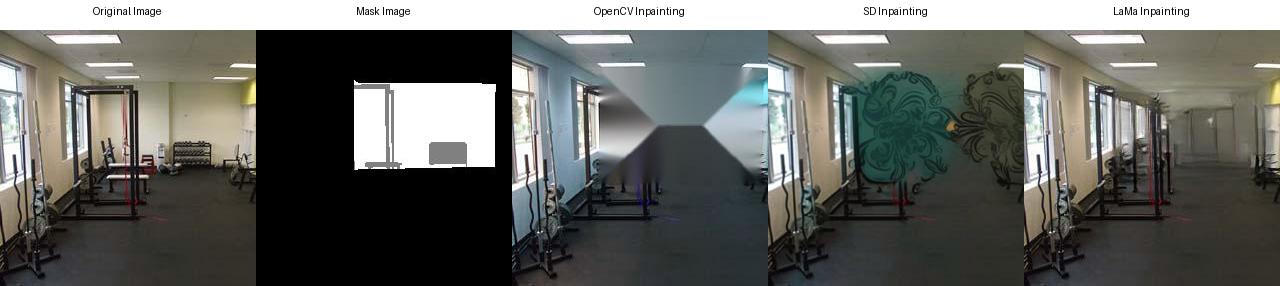 Original Image
Mask Image
OpenCV Inpainting
SD Inpainting
LaMa Inpainting